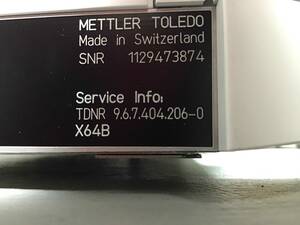 METTLER TOLEDO
Made in Switzerland
SNR 1129473874
Service Info:
TDNR 9.6.7.404.206-0
X64B